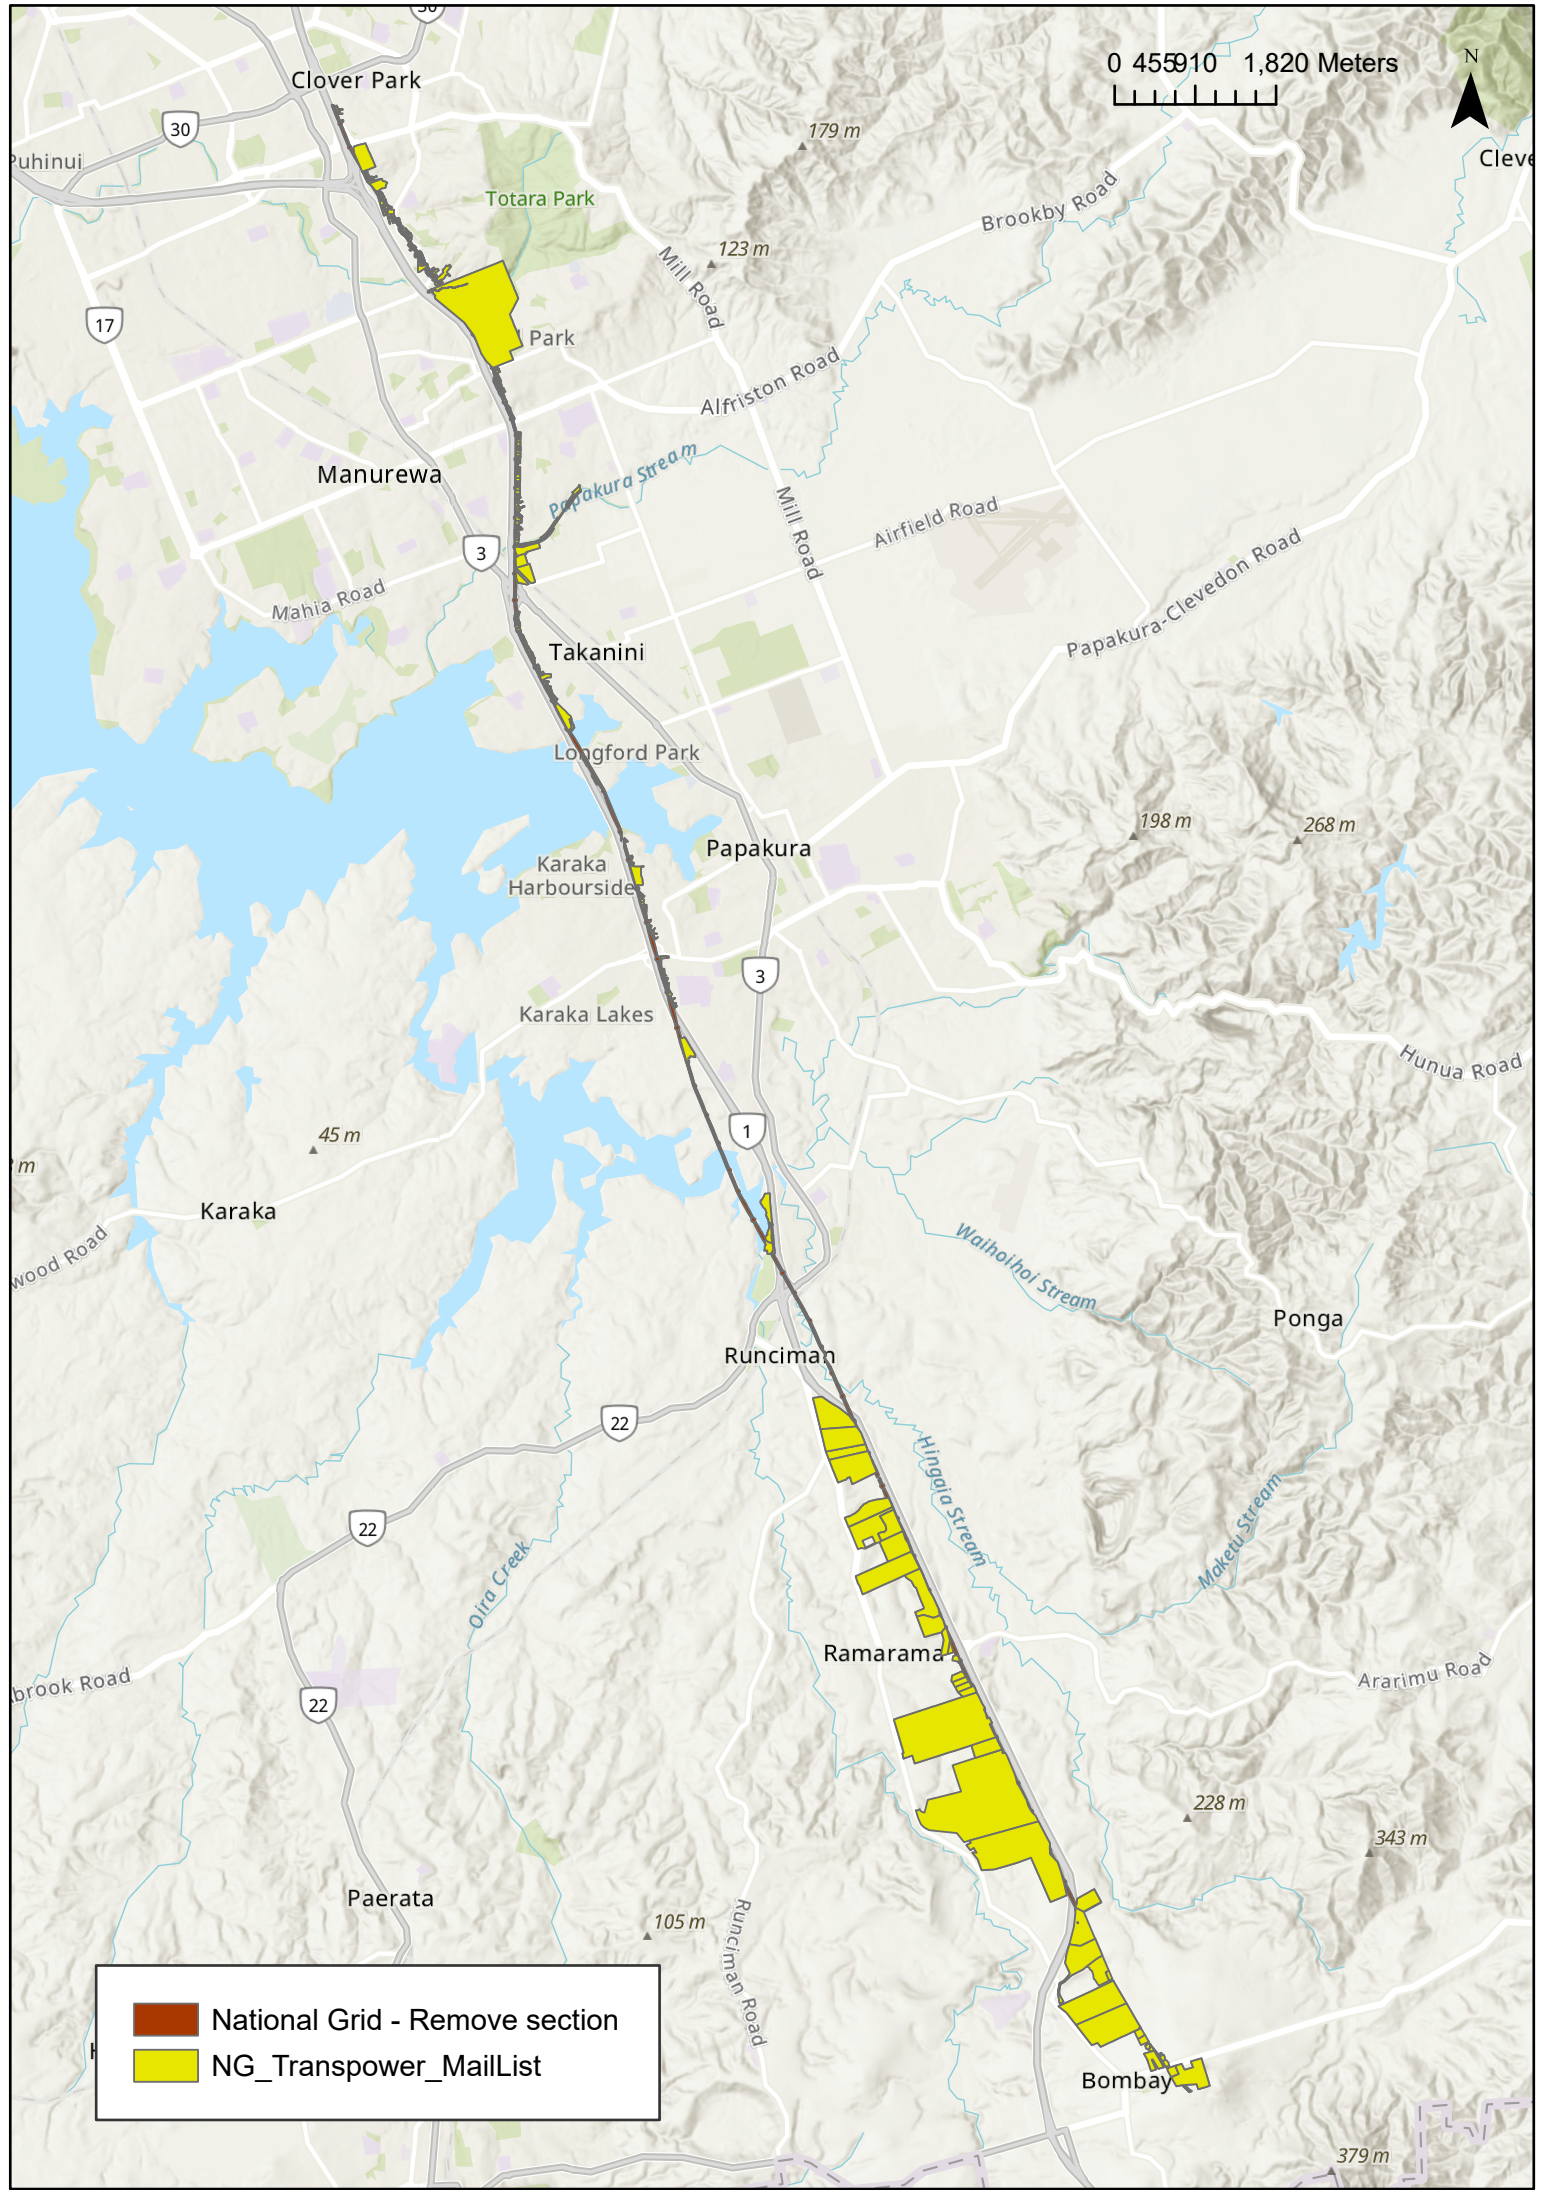 30
Clover Park
0 455 910 1,820 Meters
N
30
179 m
Puhinui
Cleve
Totara Park
Brookby Road
123 m
Mill Road
17
Park
Alfriston Road
Manurewa
Papakura Stream
Mill Road
Airfield Road
3
Papakura-Clevedon Road
Mahia Road
Takanini
Longford Park
198 m
268 m
Papakura
Karaka
Harbourside
3
Karaka Lakes
Hunua Road
1
45 m
m
Karaka
wood Road
Waihoihoi Stream
Ponga
Runciman
22
Hingaia Stream
22
Maketu Stream
Oira Creek
Ramarama
Ararimu Road
brook Road
22
228 m
343 m
Paerata
105 m
Runciman Road
National Grid - Remove section
NG_Transpower_MailList
Bombay
379 m